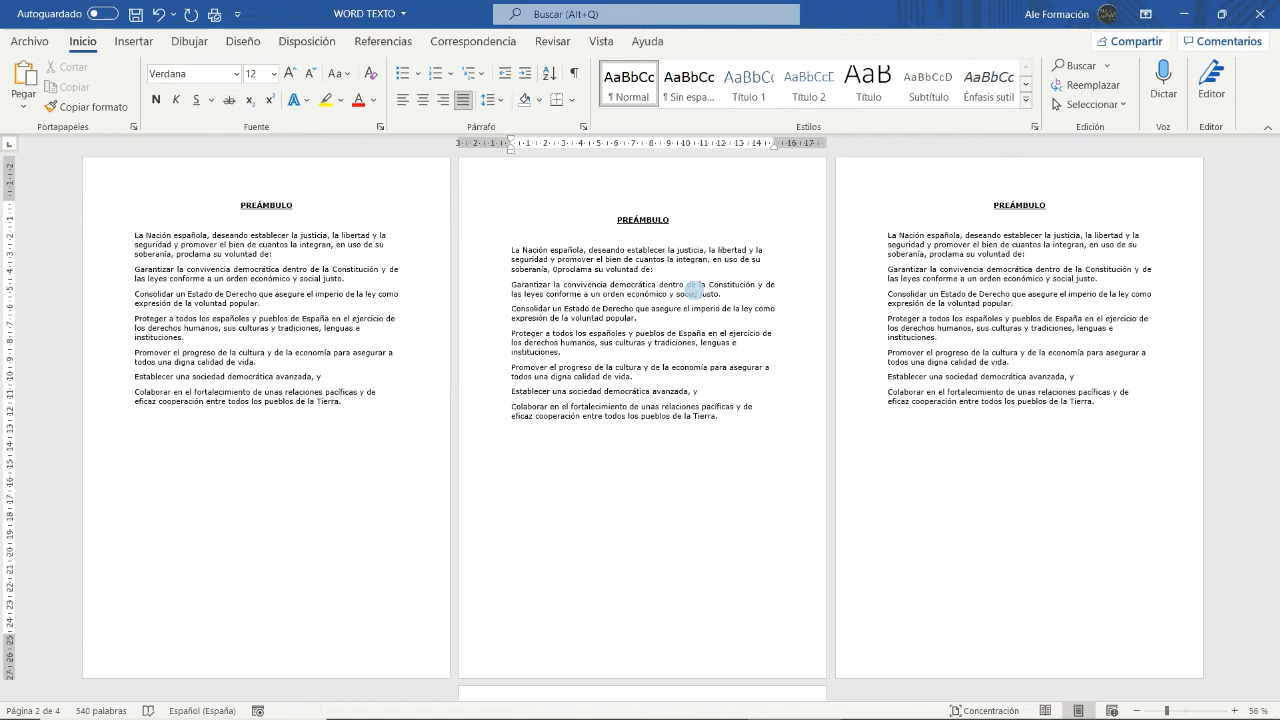 Autoguardado
WORD TEXTO
Buscar (Alt+Q)
Ale Formación
Archivo Inicio Insertar Dibujar Diseño Disposición Referencias Correspondencia Revisar Vista Ayuda
Compartir Comentarios
Pegar
Cortar
Copiar
Copiar formato
Portapapeles
Verdana 12
N K S ab x₂ x²
Fuente
Párrafo
AaBbCc AaBbCc AaBbCc AaBbCcD AaB AaBbCcD AaBbCc
¶ Normal ¶ Sin espa... Título 1 Título 2 Título Subtítulo Énfasis sutil
Estilos
Buscar
Reemplazar
Seleccionar
Edición
Dictar
Voz
Editor
Editor
PREÁMBULO
La Nación española, deseando establecer la justicia, la libertad y la
seguridad y promover el bien de cuantos la integran, en uso de su
soberanía, proclama su voluntad de:
Garantizar la convivencia democrática dentro de la Constitución y de
las leyes conforme a un orden económico y social justo.
Consolidar un Estado de Derecho que asegure el imperio de la ley como
expresión de la voluntad popular.
Proteger a todos los españoles y pueblos de España en el ejercicio de
los derechos humanos, sus culturas y tradiciones, lenguas e
instituciones.
Promover el progreso de la cultura y de la economía para asegurar a
todos una digna calidad de vida.
Establecer una sociedad democrática avanzada, y
Colaborar en el fortalecimiento de unas relaciones pacíficas y de
eficaz cooperación entre todos los pueblos de la Tierra.
PREÁMBULO
La Nación española, deseando establecer la justicia, la libertad y la
seguridad y promover el bien de cuantos la integran, en uso de su
soberanía, 0proclama su voluntad de:
Garantizar la convivencia democrática dentro de la Constitución y de
las leyes conforme a un orden económico y social justo.
Consolidar un Estado de Derecho que asegure el imperio de la ley como
expresión de la voluntad popular.
Proteger a todos los españoles y pueblos de España en el ejercicio de
los derechos humanos, sus culturas y tradiciones, lenguas e
instituciones.
Promover el progreso de la cultura y de la economía para asegurar a
todos una digna calidad de vida.
Establecer una sociedad democrática avanzada, y
Colaborar en el fortalecimiento de unas relaciones pacíficas y de
eficaz cooperación entre todos los pueblos de la Tierra.
PREÁMBULO
La Nación española, deseando establecer la justicia, la libertad y la
seguridad y promover el bien de cuantos la integran, en uso de su
soberanía, proclama su voluntad de:
Garantizar la convivencia democrática dentro de la Constitución y de
las leyes conforme a un orden económico y social justo.
Consolidar un Estado de Derecho que asegure el imperio de la ley como
expresión de la voluntad popular.
Proteger a todos los españoles y pueblos de España en el ejercicio de
los derechos humanos, sus culturas y tradiciones, lenguas e
instituciones.
Promover el progreso de la cultura y de la economía para asegurar a
todos una digna calidad de vida.
Establecer una sociedad democrática avanzada, y
Colaborar en el fortalecimiento de unas relaciones pacíficas y de
eficaz cooperación entre todos los pueblos de la Tierra.
Página 2 de 4 540 palabras Español (España) Concentración 56 %